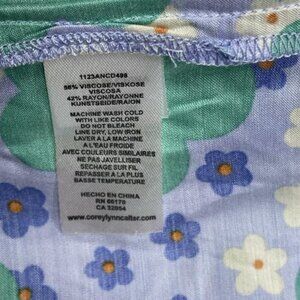 1123ANCD498
58% VISCOSE/VISKOSE
VISCOSA
42% RAYON/RAYONNE
KUNSTSEIDE/RAION
MACHINE WASH COLD
WITH LIKE COLORS
DO NOT BLEACH
LINE DRY, LOW IRON
LAVER A LA MACHINE
A L'EAU FROIDE
AVEC COULEURS SIMILAIRES
NE PAS JAVELLISER
SECHAGE SUR FIL
REPASSER A LA PLUS
BASSE TEMPERATURE
HECHO EN CHINA
RN 66170
CA 32054
www.coreylynncalter.com